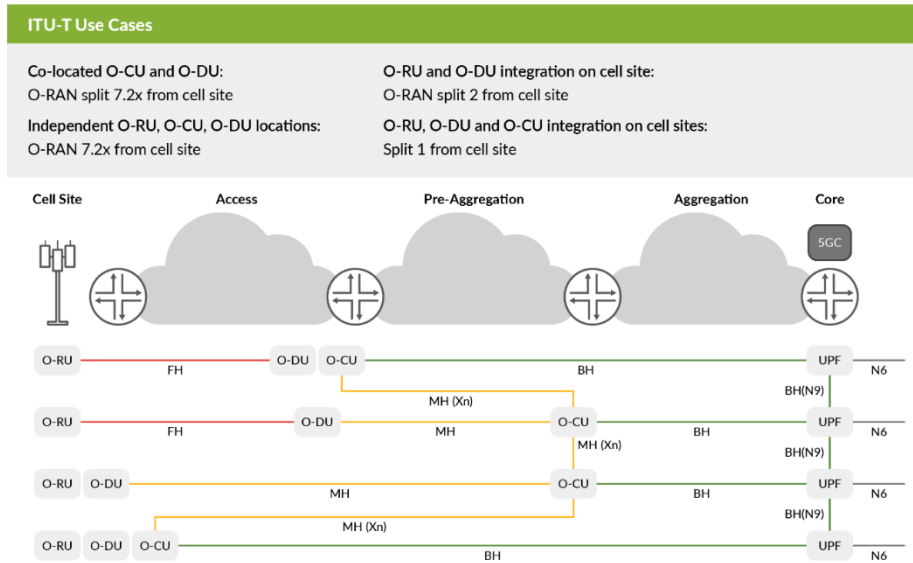 ITU-T Use Cases
Co-located O-CU and O-DU:
O-RAN split 7.2x from cell site
Independent O-RU, O-CU, O-DU locations:
O-RAN 7.2x from cell site
O-RU and O-DU integration on cell site:
O-RAN split 2 from cell site
O-RU, O-DU and O-CU integration on cell sites:
Split 1 from cell site
Cell Site Access Pre-Aggregation Aggregation Core
5GC
O-RU FH O-DU O-CU BH UPF N6
MH (Xn) BH(N9)
O-RU FH O-DU MH O-CU BH UPF N6
MH (Xn) BH(N9)
O-RU O-DU MH O-CU BH UPF N6
MH (Xn) BH(N9)
O-RU O-DU O-CU BH UPF N6